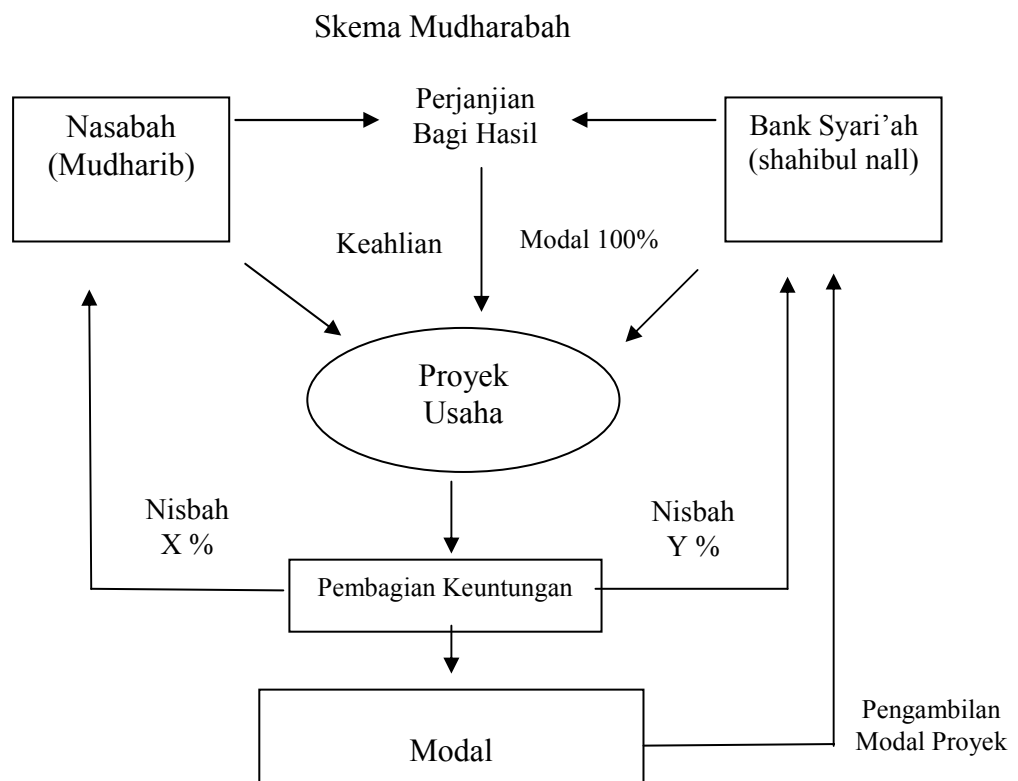 Skema Mudharabah
Nasabah
(Mudharib)
Perjanjian
Bagi Hasil
Bank Syari’ah
(shahibul nall)
Keahlian
Modal 100%
Proyek
Usaha
Nisbah
X %
Nisbah
Y %
Pembagian Keuntungan
Modal
Pengambilan
Modal Proyek